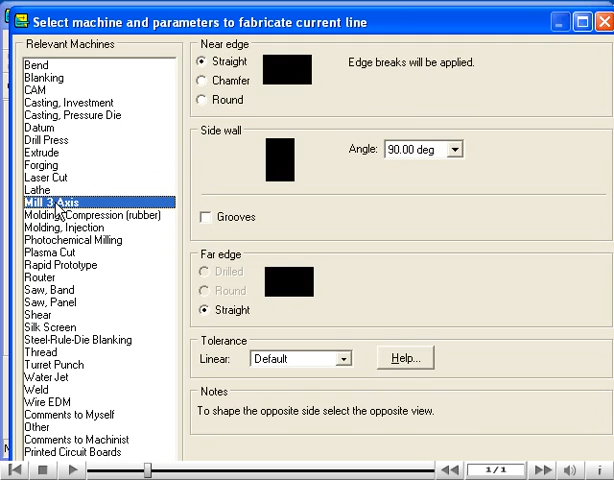 Select machine and parameters to fabricate current line
Relevant Machines
Bend
Blanking
CAM
Casting, Investment
Casting, Pressure Die
Datum
Drill Press
Extrude
Forging
Laser Cut
Lathe
Mill 3 Axis
Molding, Compression (rubber)
Molding, Injection
Photochemical Milling
Plasma Cut
Rapid Prototype
Router
Saw, Band
Saw, Panel
Shear
Silk Screen
Steel-Rule-Die Blanking
Thread
Turret Punch
Water Jet
Weld
Wire EDM
Comments to Myself
Other
Comments to Machinist
Printed Circuit Boards
Near edge
Straight
Chamfer
Round
Edge breaks will be applied.
Side wall
Angle: 90.00 deg
Grooves
Far edge
Drilled
Round
Straight
Tolerance
Linear: Default
Help...
Notes
To shape the opposite side select the opposite view.
1/1
i